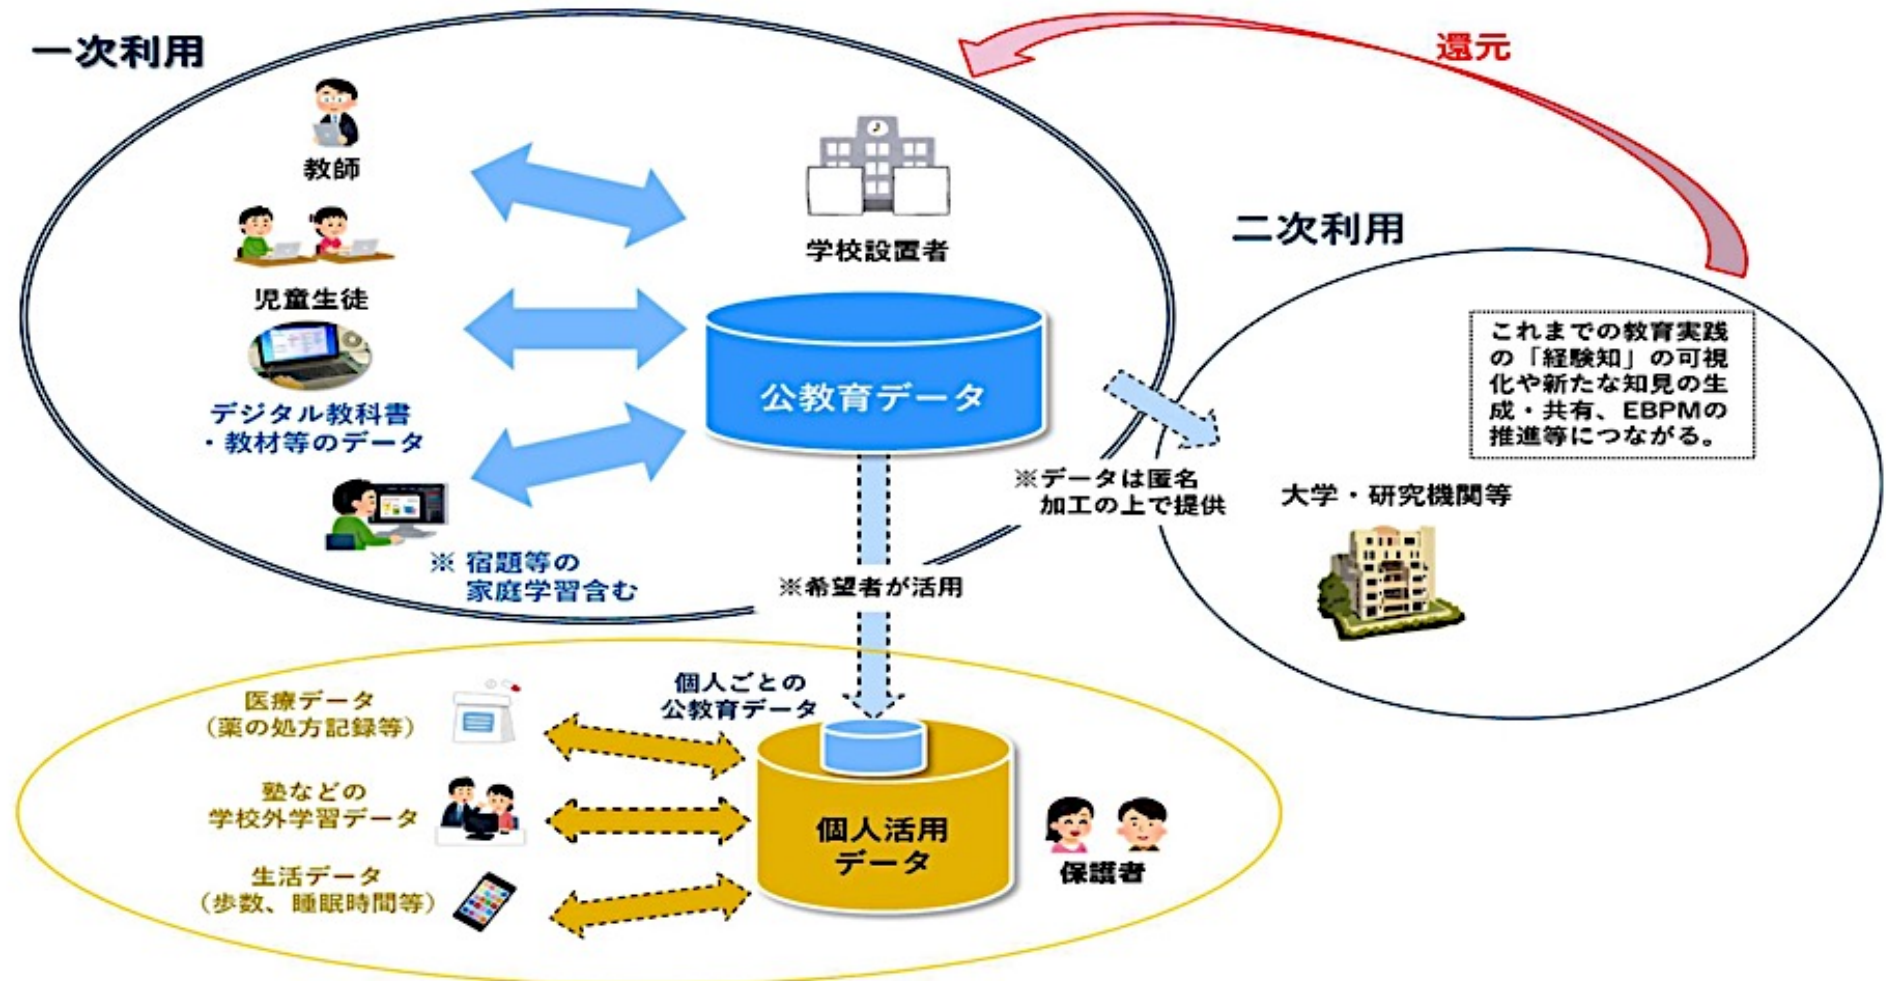 一次利用
還元
教師
学校設置者
二次利用
児童生徒
これまでの教育実践
の「経験知」の可視
化や新たな知見の生
成・共有、EBPMの
推進等につながる。
公教育データ
デジタル教科書
・教材等のデータ
※データは匿名
加工の上で提供
大学・研究機関等
※ 宿題等の
家庭学習含む
※希望者が活用
個人ごとの
公教育データ
医療データ
（薬の処方記録等）
塾などの
学校外学習データ
個人活用
データ
保護者
生活データ
（歩数、睡眠時間等）